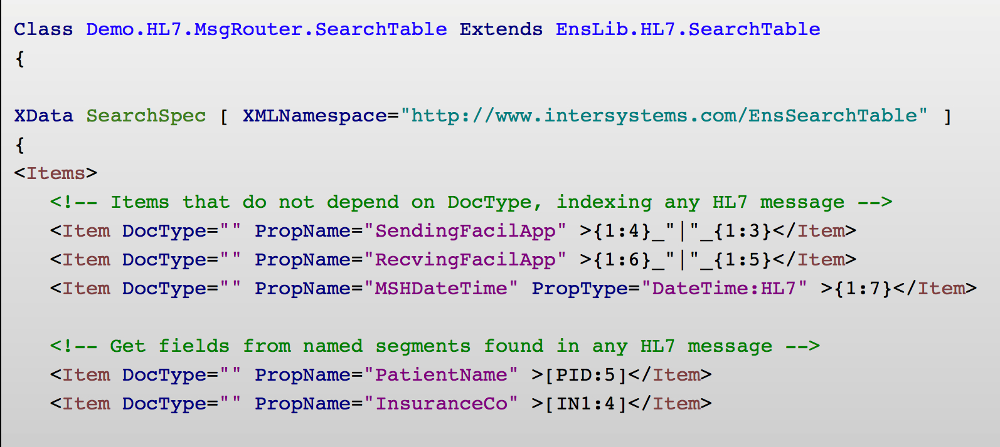 Class Demo.HL7.MsgRouter.SearchTable Extends EnsLib.HL7.SearchTable
{
XData SearchSpec [ XMLNamespace="http://www.intersystems.com/EnsSearchTable" ]
{
<Items>
<!-- Items that do not depend on DocType, indexing any HL7 message -->
<Item DocType="" PropName="SendingFacilApp" >{1:4}_"|"_{1:3}</Item>
<Item DocType="" PropName="RecvingFacilApp" >{1:6}_"|"_{1:5}</Item>
<Item DocType="" PropName="MSHDateTime" PropType="DateTime:HL7" >{1:7}</Item>
<!-- Get fields from named segments found in any HL7 message -->
<Item DocType="" PropName="PatientName" >[PID:5]</Item>
<Item DocType="" PropName="InsuranceCo" >[IN1:4]</Item>